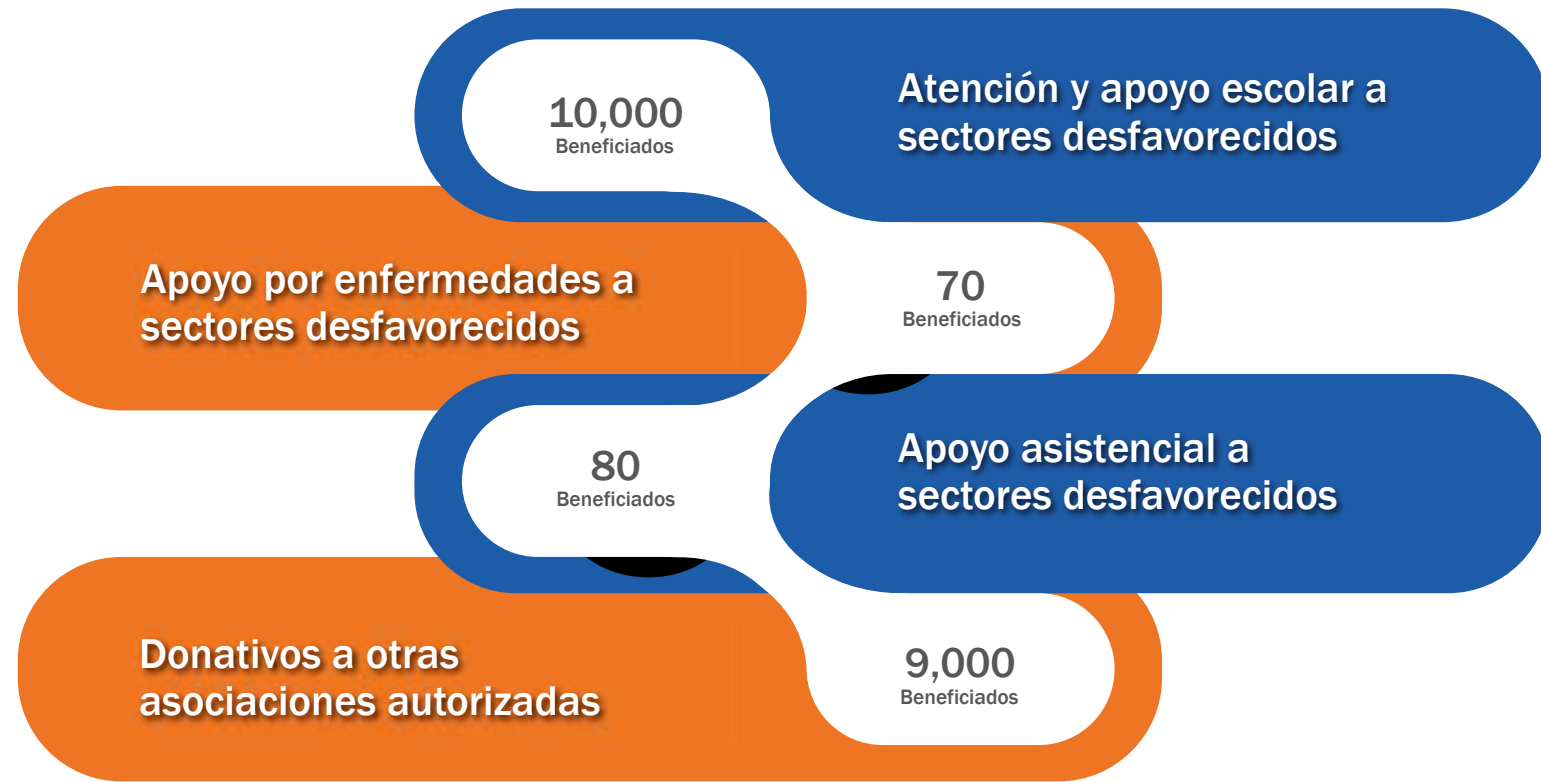 10,000
Beneficiados
Atención y apoyo escolar a
sectores desfavorecidos
Apoyo por enfermedades a
sectores desfavorecidos
70
Beneficiados
80
Beneficiados
Apoyo asistencial a
sectores desfavorecidos
Donativos a otras
asociaciones autorizadas
9,000
Beneficiados